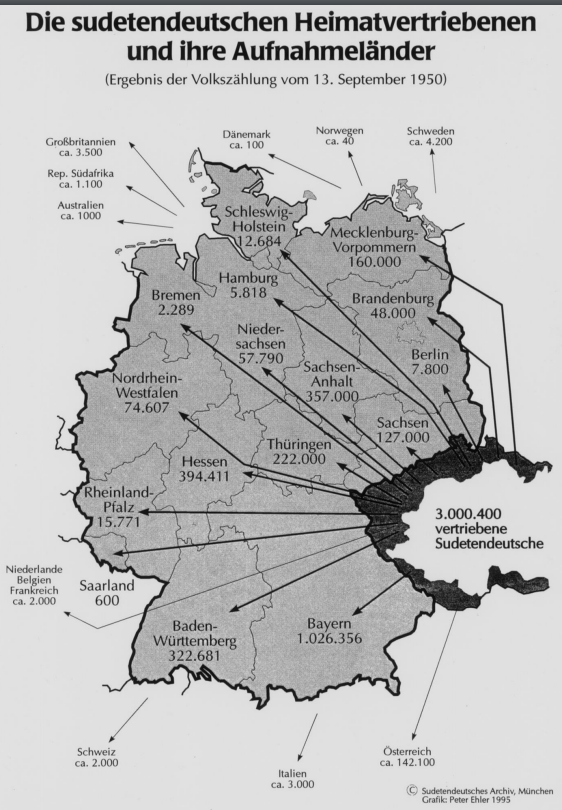 Die sudetendeutschen Heimatvertriebenen
und ihre Aufnahmeländer
(Ergebnis der Volkszählung vom 13. September 1950)
Großbritannien
ca. 3.500
Dänemark
ca. 100
Norwegen
ca. 40
Schweden
ca. 4.200
Rep. Südafrika
ca. 1.100
Australien
ca. 1000
Schleswig-
Holstein
12.684
Mecklenburg-
Vorpommern
160.000
Hamburg
5.818
Bremen
2.289
Brandenburg
48.000
Nieder-
sachsen
57.790
Berlin
7.800
Sachsen-
Anhalt
357.000
Nordrhein-
Westfalen
74.607
Sachsen
127.000
Thüringen
222.000
Hessen
394.411
Rheinland-
Pfalz
15.771
3.000.400
vertriebene
Sudetendeutsche
Niederlande
Belgien
Frankreich
ca. 2.000
Saarland
600
Baden-
Württemberg
322.681
Bayern
1.026.356
Schweiz
ca. 2.000
Italien
ca. 3.000
Österreich
ca. 142.100
© Sudetendeutsches Archiv, München
Grafik: Peter Ehler 1995